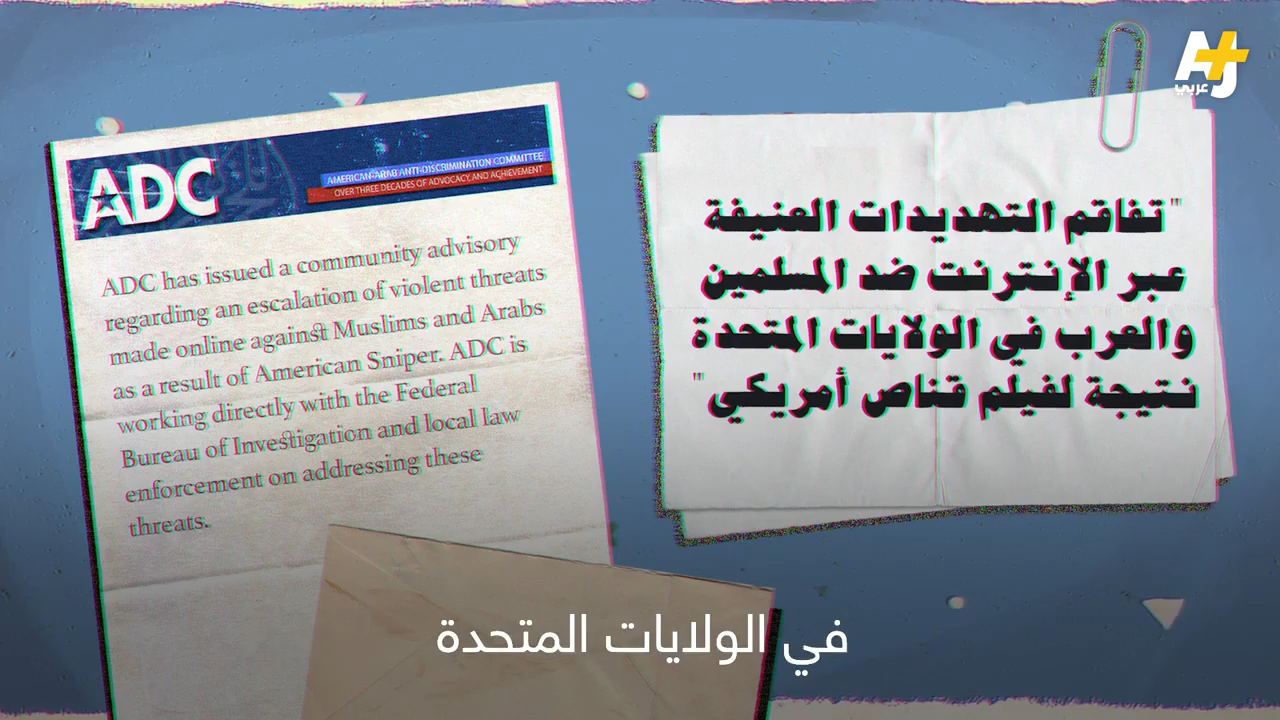 ADC
AMERICAN-ARAB ANTI-DISCRIMINATION COMMITTEE
OVER THREE DECADES OF ADVOCACY AND ACHIEVEMENT
ADC has issued a community advisory
regarding an escalation of violent threats
made online against Muslims and Arabs
as a result of American Sniper. ADC is
working directly with the Federal
Bureau of Investigation and local law
enforcement on addressing these
threats.
AJ+
عربي
"تفاقم التهديدات العنيفة
عبر الإنترنت ضد المسلمين
والعرب في الولايات المتحدة
نتيجة لفيلم قناص أمريكي"
في الولايات المتحدة